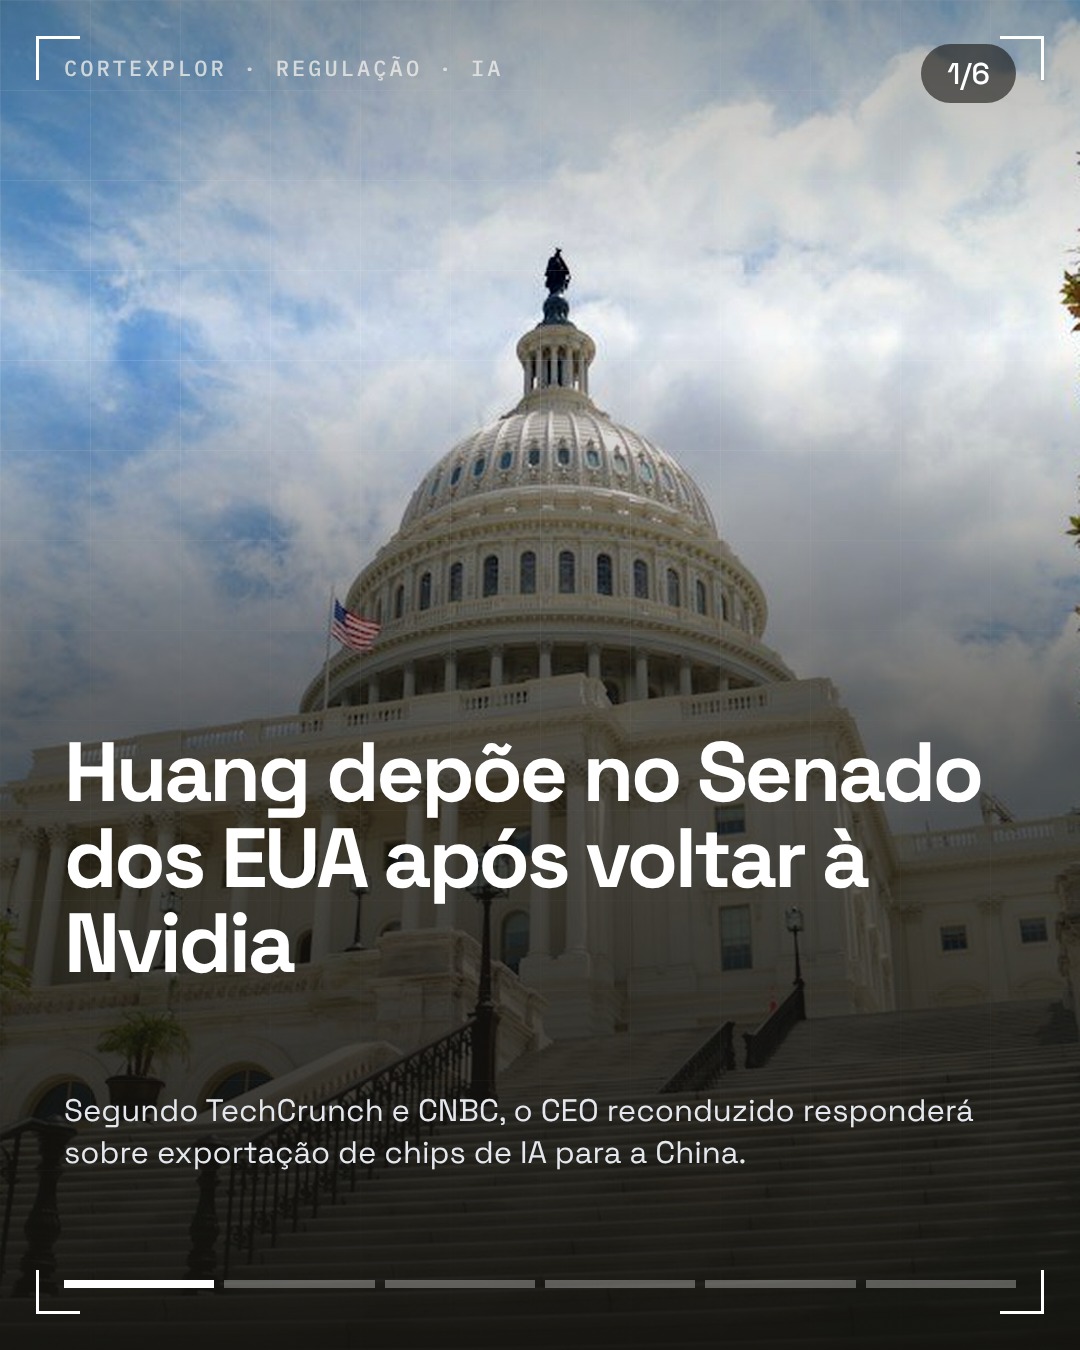 CORTEXPLOR · REGULAÇÃO · IA
1/6
Huang depõe no Senado
dos EUA após voltar à
Nvidia
Segundo TechCrunch e CNBC, o CEO reconduzido responderá
sobre exportação de chips de IA para a China.